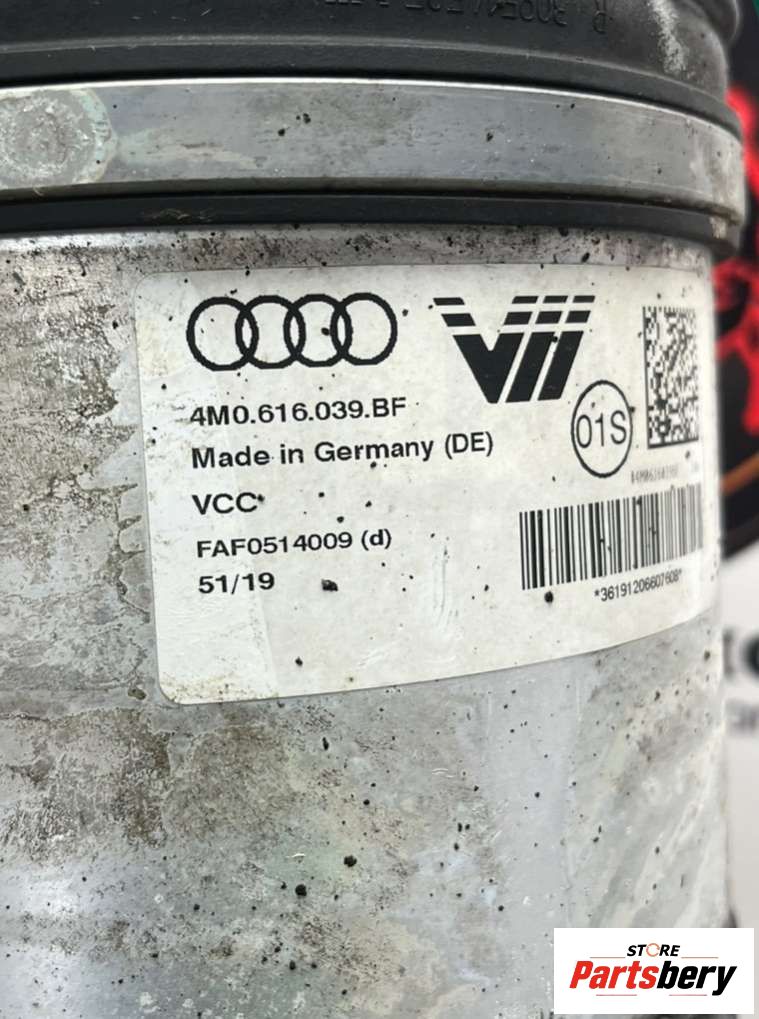 4M0.616.039.BF
Made in Germany (DE)
VCC
FAF0514009 (d)
51/19
01S
*36191206607608*
STORE
Partsbery